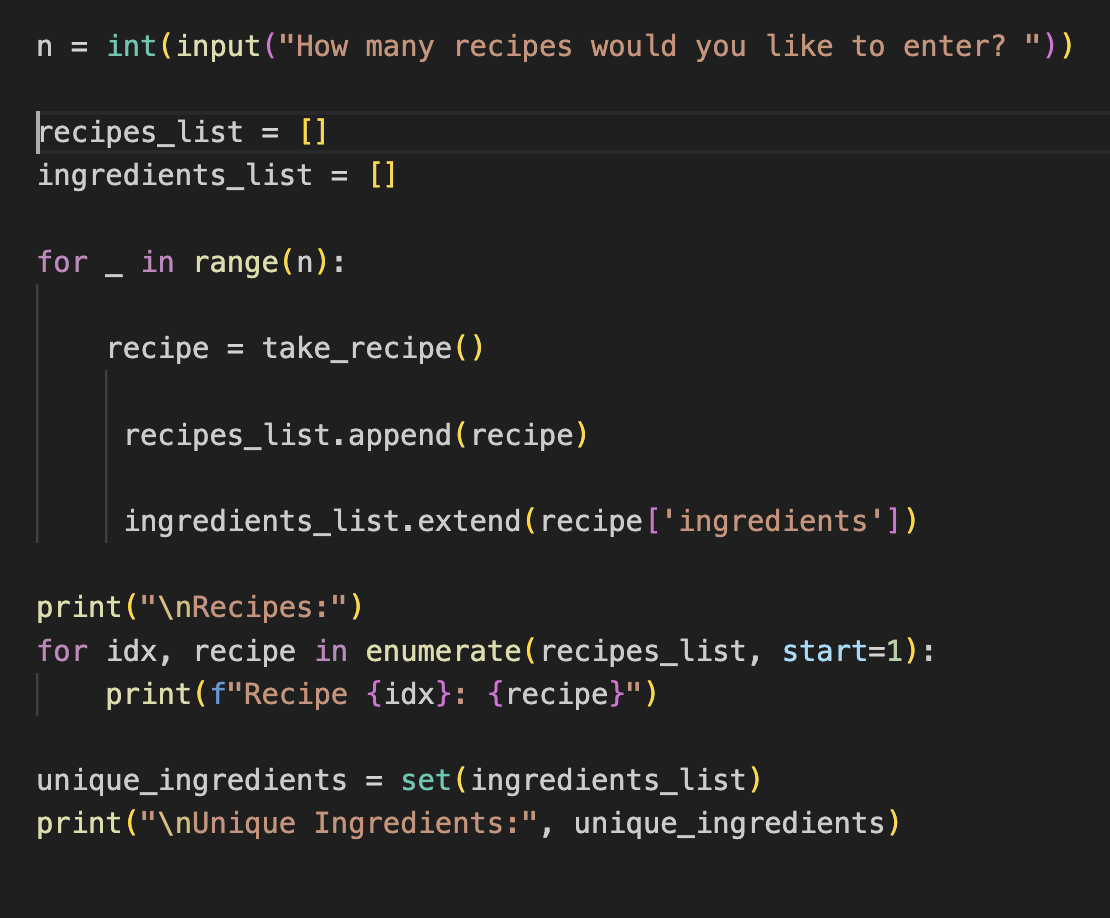 n = int(input("How many recipes would you like to enter? "))
recipes_list = []
ingredients_list = []
for _ in range(n):
    recipe = take_recipe()
     recipes_list.append(recipe)
     ingredients_list.extend(recipe['ingredients'])
print("\nRecipes:")
for idx, recipe in enumerate(recipes_list, start=1):
    print(f"Recipe {idx}: {recipe}")
unique_ingredients = set(ingredients_list)
print("\nUnique Ingredients:", unique_ingredients)